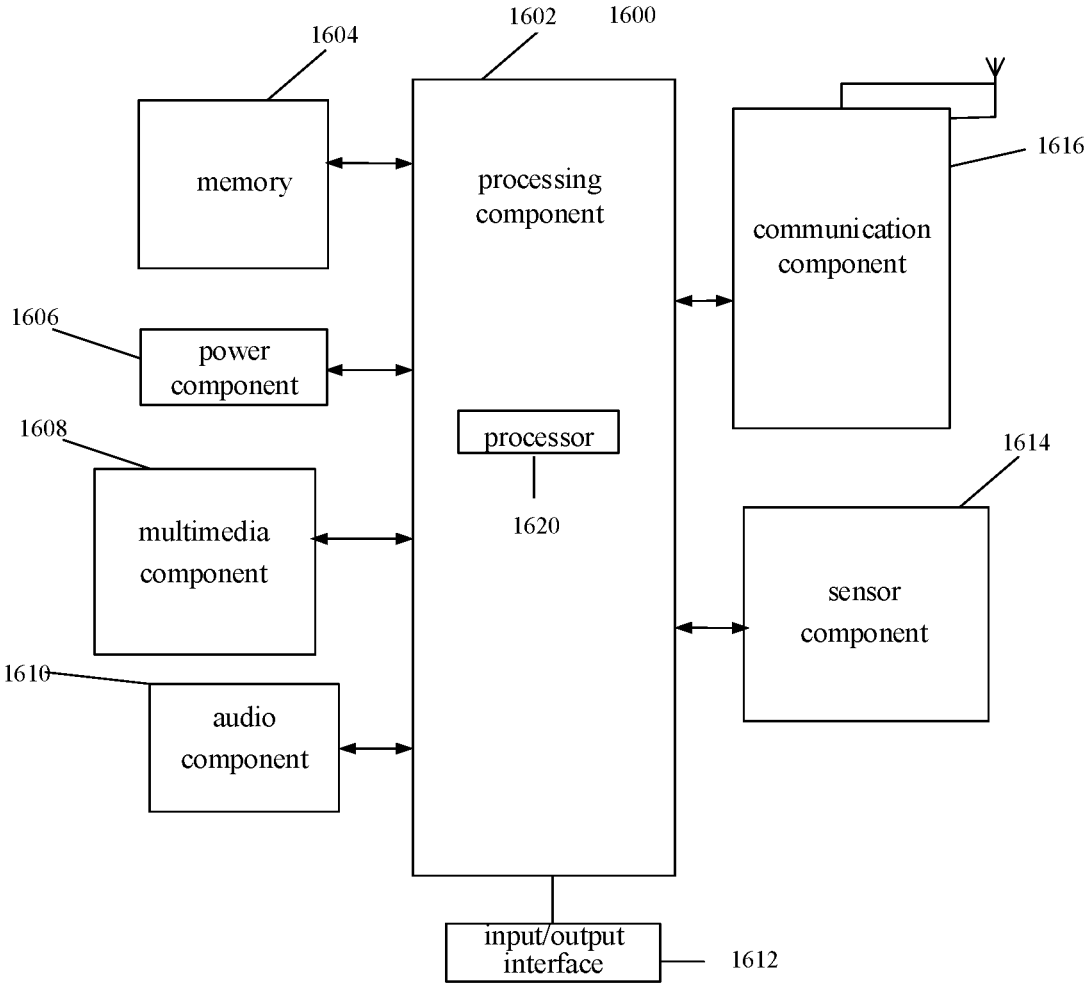 1602
1600
1604
memory
processing
component
1616
communication
component
1606
power
component
1608
processor
1620
1614
multimedia
component
sensor
component
1610
audio
component
input/output
interface
1612